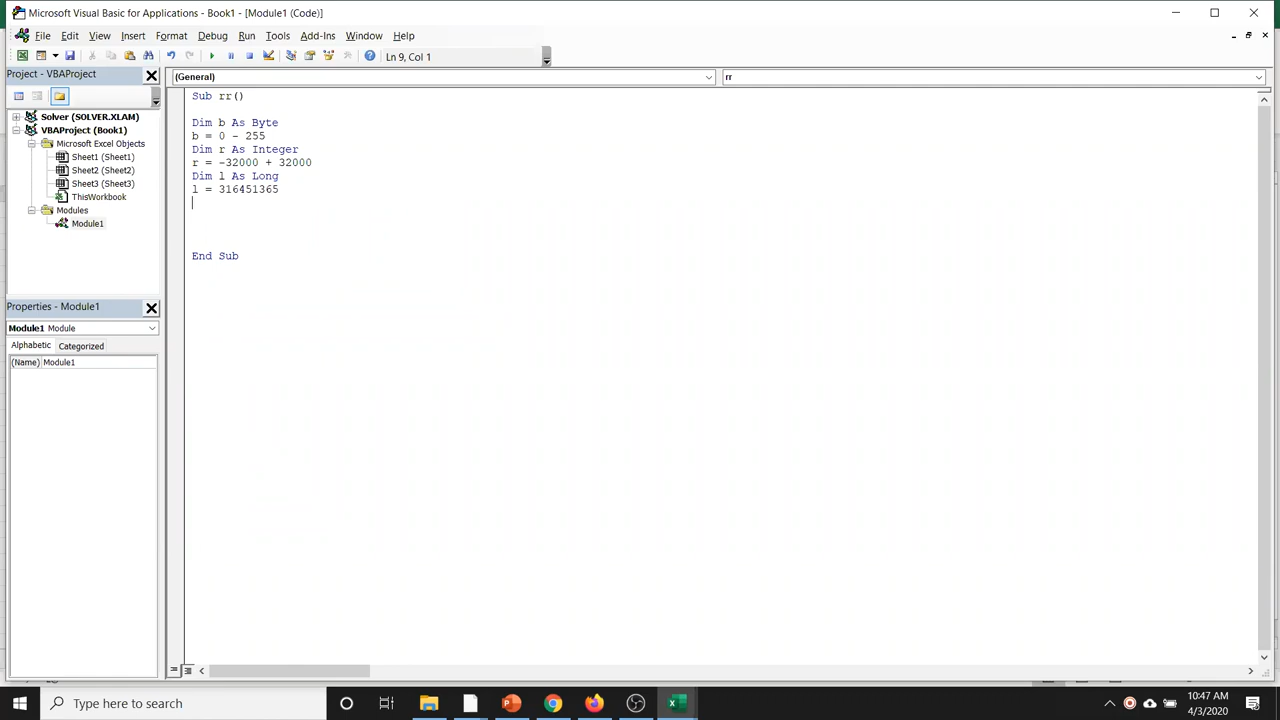 Microsoft Visual Basic for Applications - Book1 - [Module1 (Code)]
File Edit View Insert Format Debug Run Tools Add-Ins Window Help
Ln 9, Col 1
Project - VBAProject
(General)
rr
Solver (SOLVER.XLAM)
VBAProject (Book1)
Microsoft Excel Objects
Sheet1 (Sheet1)
Sheet2 (Sheet2)
Sheet3 (Sheet3)
ThisWorkbook
Modules
Module1
Sub rr()
Dim b As Byte
b = 0 - 255
Dim r As Integer
r = -32000 + 32000
Dim l As Long
l = 316451365
End Sub
Properties - Module1
Module1 Module
Alphabetic Categorized
(Name) Module1
Type here to search
10:47 AM
4/3/2020